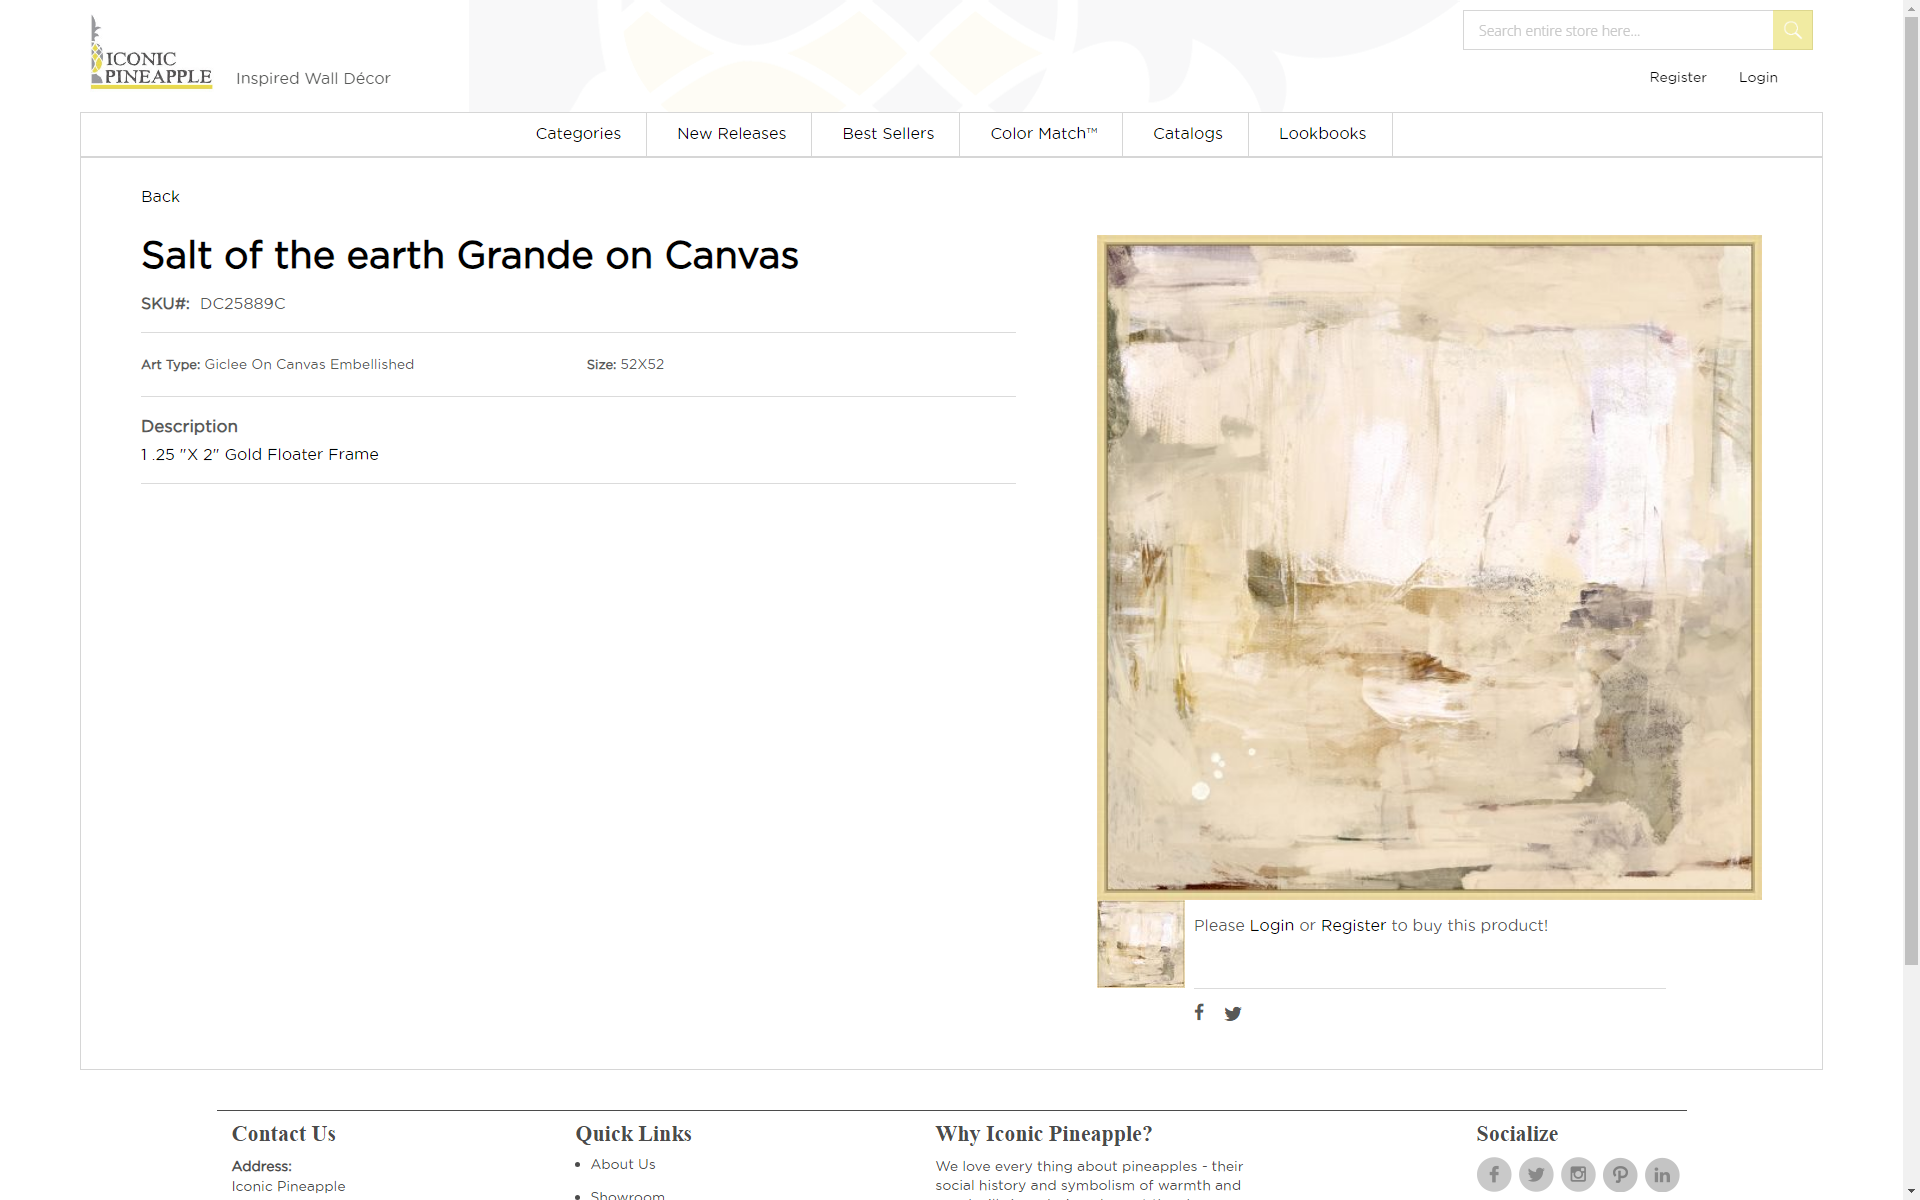 ICONIC
PINEAPPLE
Inspired Wall Décor
Search entire store here...
Register
Login
Categories
New Releases
Best Sellers
Color Match™
Catalogs
Lookbooks
Back
Salt of the earth Grande on Canvas
SKU#: DC25889C
Art Type: Giclee On Canvas Embellished
Size: 52X52
Description
1 .25 "X 2" Gold Floater Frame
Please Login or Register to buy this product!
Contact Us
Address:
Iconic Pineapple
Quick Links
About Us
Showroom
Why Iconic Pineapple?
We love every thing about pineapples - their
social history and symbolism of warmth and
Socialize